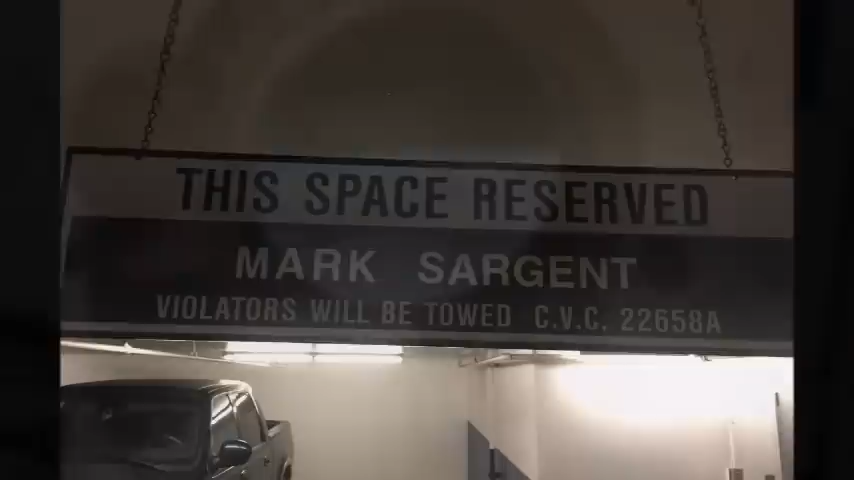 THIS SPACE RESERVED
MARK SARGENT
VIOLATORS WILL BE TOWED C.V.C. 22658A